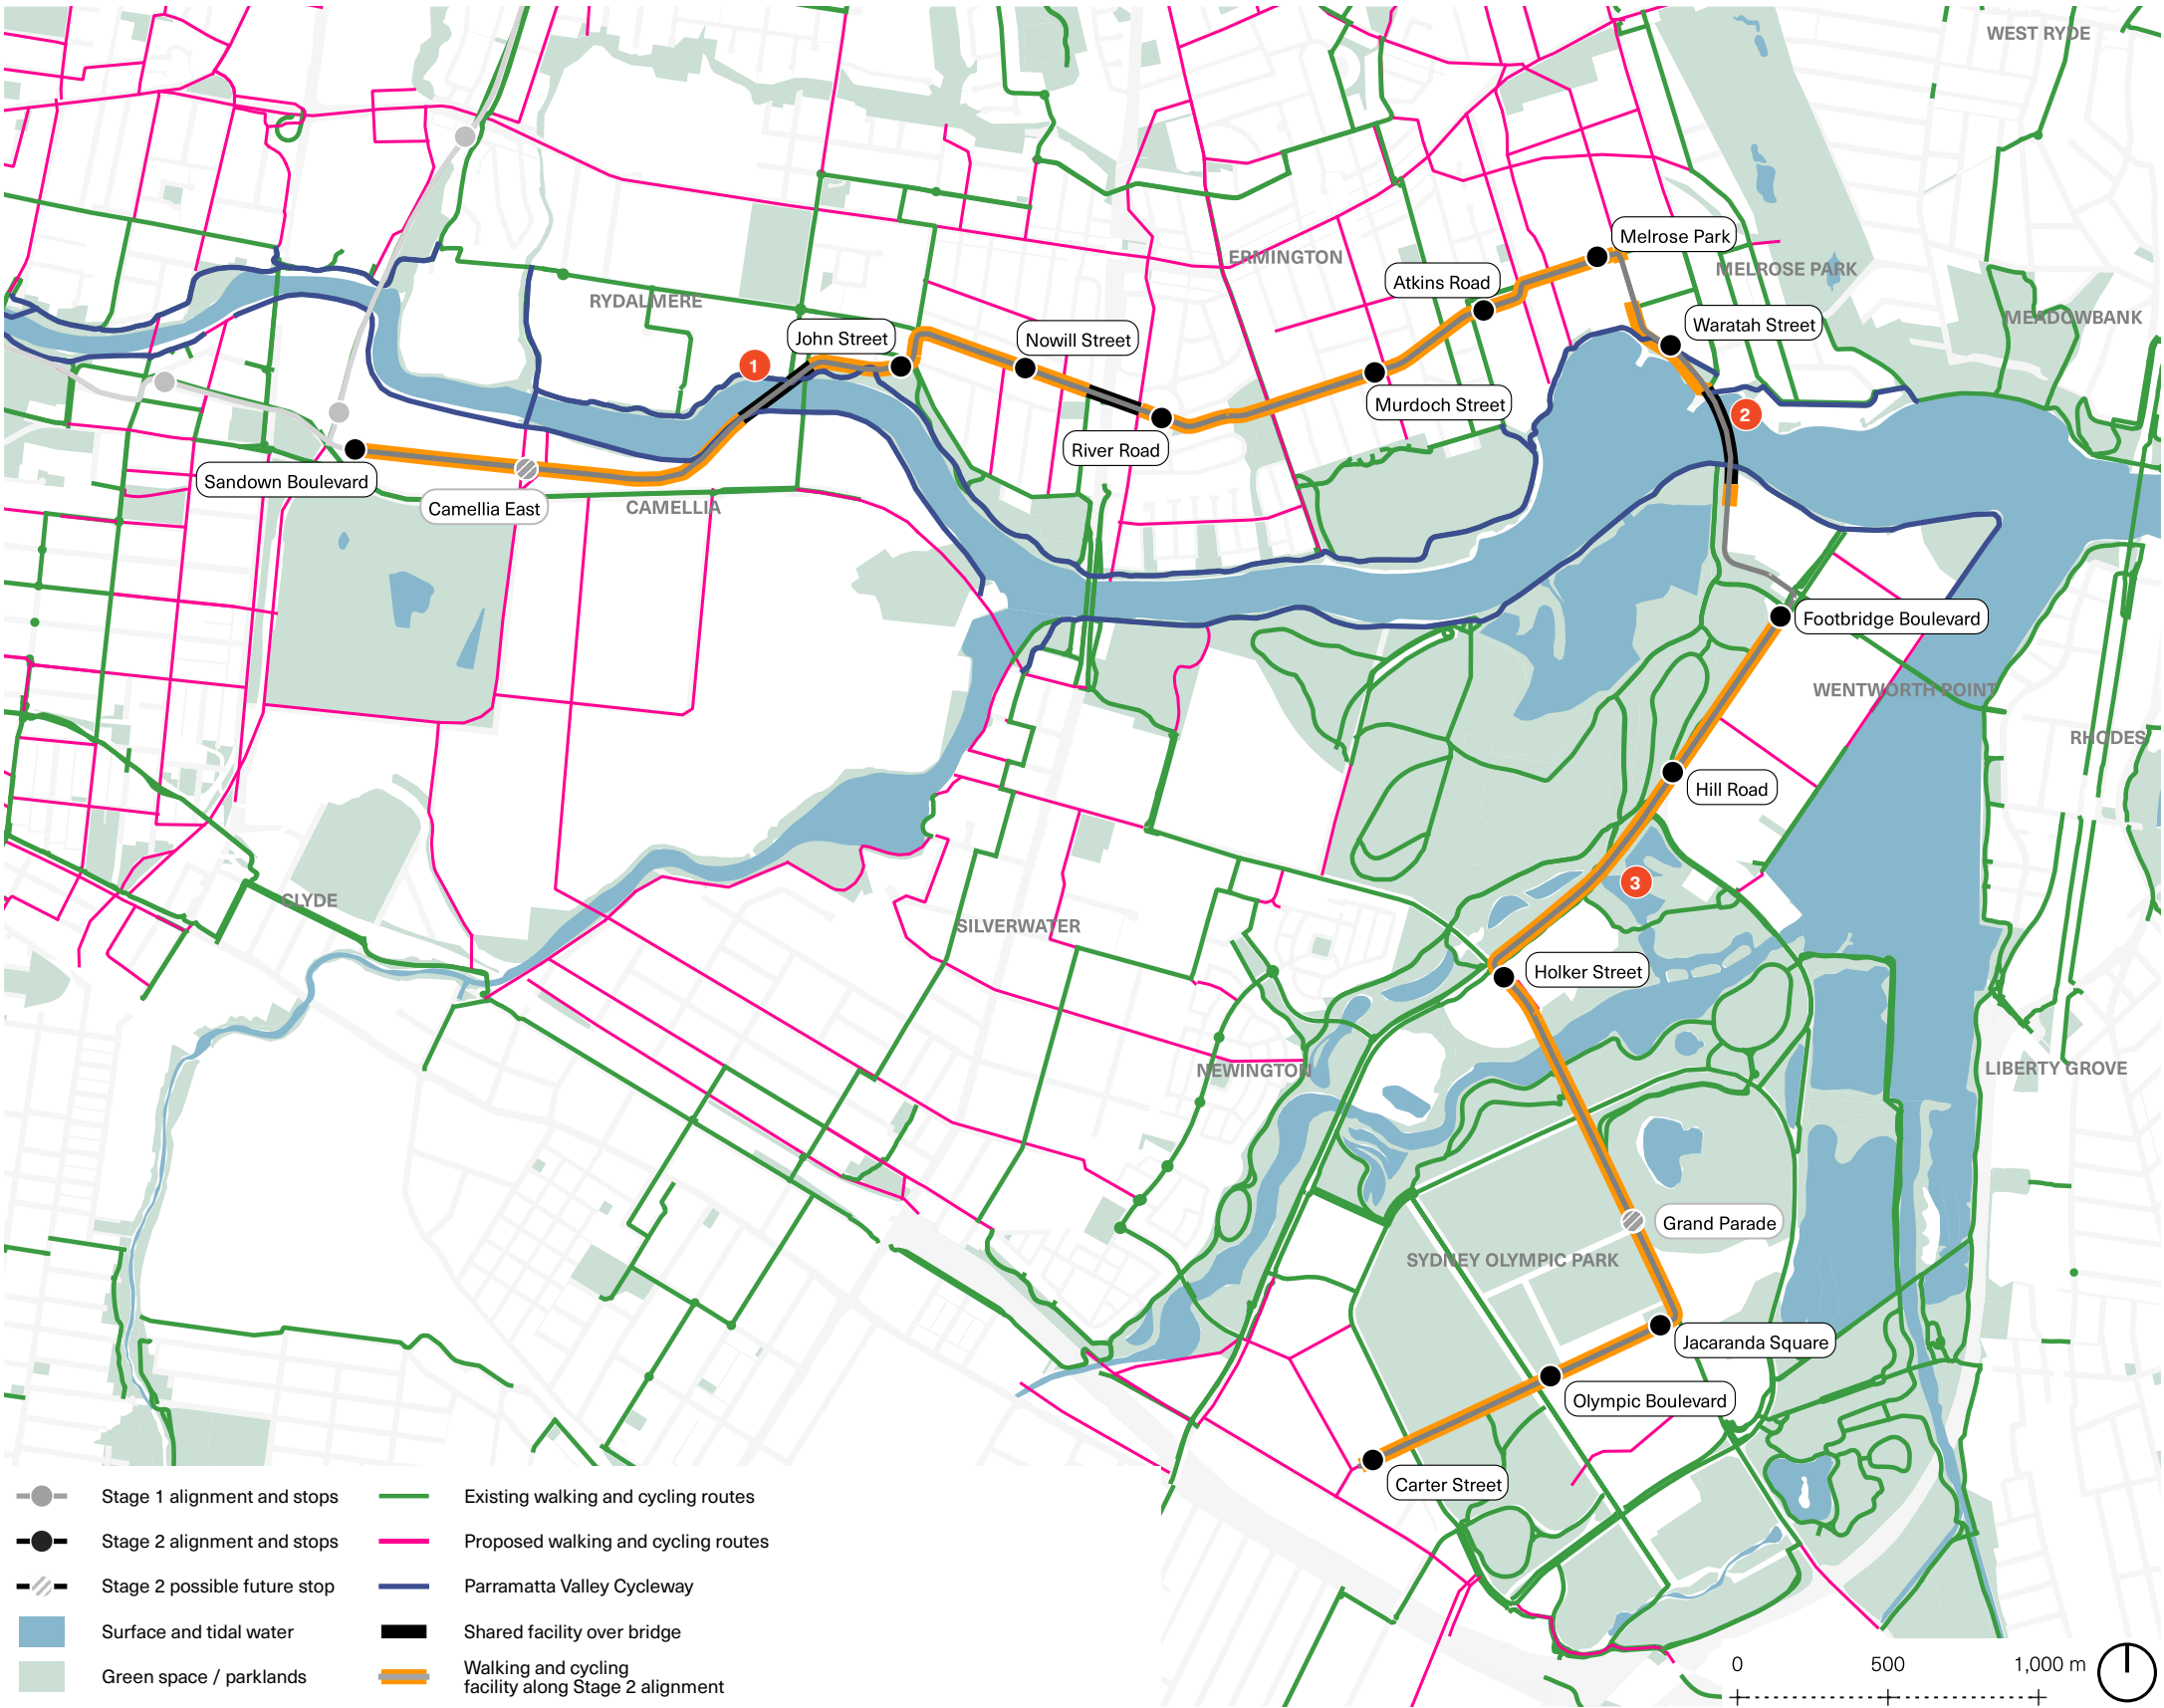 WEST RYDE
Melrose Park
ERMINGTON
MELROSE PARK
Atkins Road
RYDALMERE
MEADOWBANK
Waratah Street
John Street
Nowill Street
1
Murdoch Street
2
River Road
Sandown Boulevard
Camellia East
CAMELLIA
Footbridge Boulevard
WENTWORTH POINT
RHODES
Hill Road
3
CLYDE
SILVERWATER
Holker Street
NEWINGTON
LIBERTY GROVE
Grand Parade
SYDNEY OLYMPIC PARK
Jacaranda Square
Olympic Boulevard
Carter Street
Stage 1 alignment and stops
Stage 2 alignment and stops
Stage 2 possible future stop
Surface and tidal water
Green space / parklands
Existing walking and cycling routes
Proposed walking and cycling routes
Parramatta Valley Cycleway
Shared facility over bridge
Walking and cycling
facility along Stage 2 alignment
0 500 1,000 m